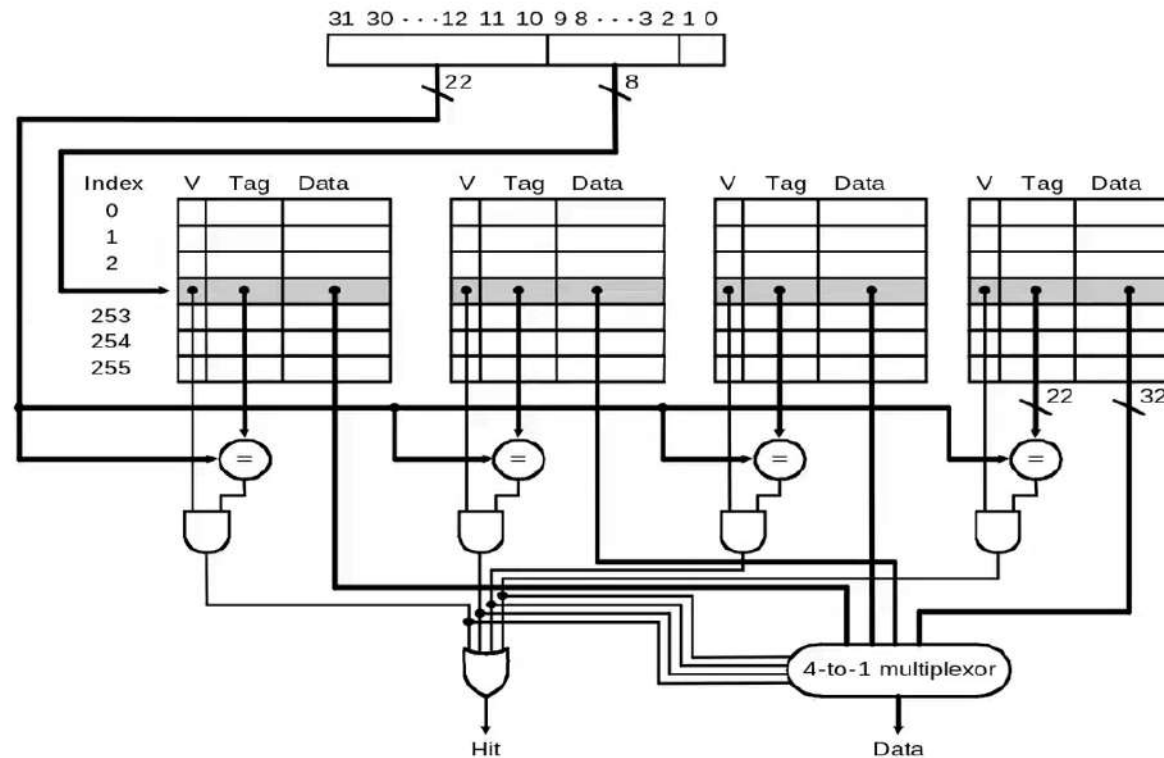 31 30 · · · 12 11 10 9 8 · · · 3 2 1 0
22
8
Index
V Tag Data
V Tag Data
V Tag Data
V Tag Data
0
1
2
253
254
255
22
32
=
=
=
=
4-to-1 multiplexor
Hit
Data